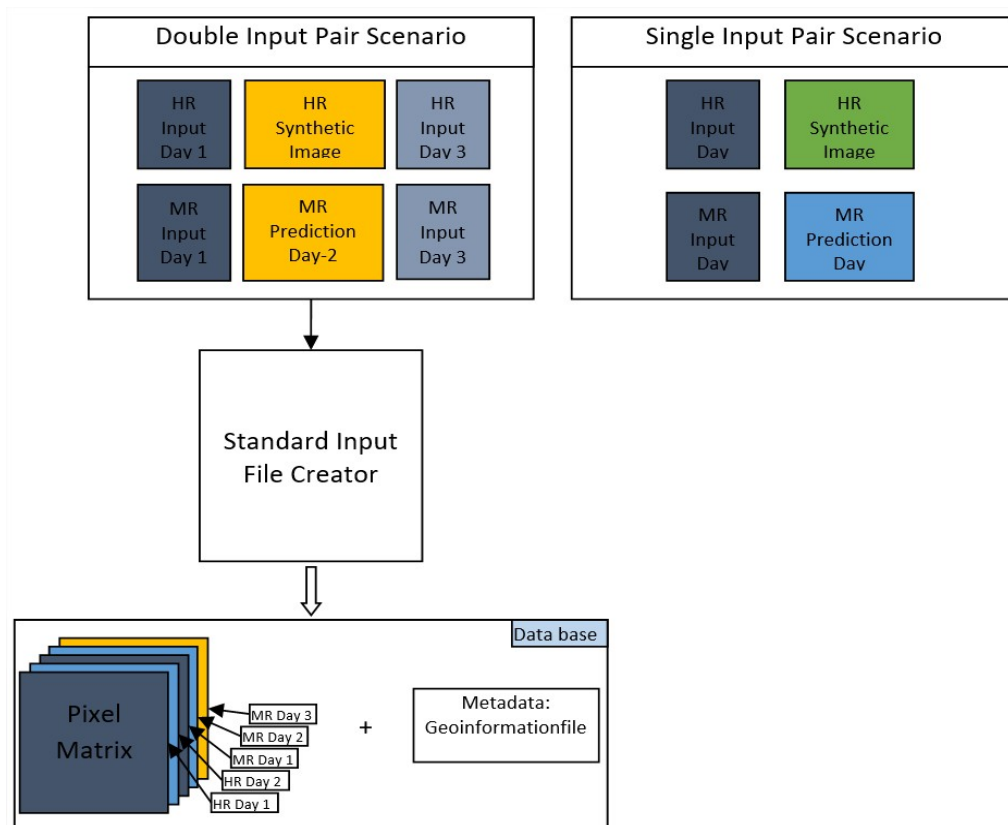 Double Input Pair Scenario
HR
Input
Day 1
HR
Synthetic
Image
HR
Input
Day 3
MR
Input
Day 1
MR
Prediction
Day-2
MR
Input
Day 3
Single Input Pair Scenario
HR
Input
Day
HR
Synthetic
Image
MR
Input
Day
MR
Prediction
Day
Standard Input
File Creator
Data base
Pixel
Matrix
MR Day 3
MR Day 2
MR Day 1
HR Day 2
HR Day 1
+
Metadata:
Geoinformationfile